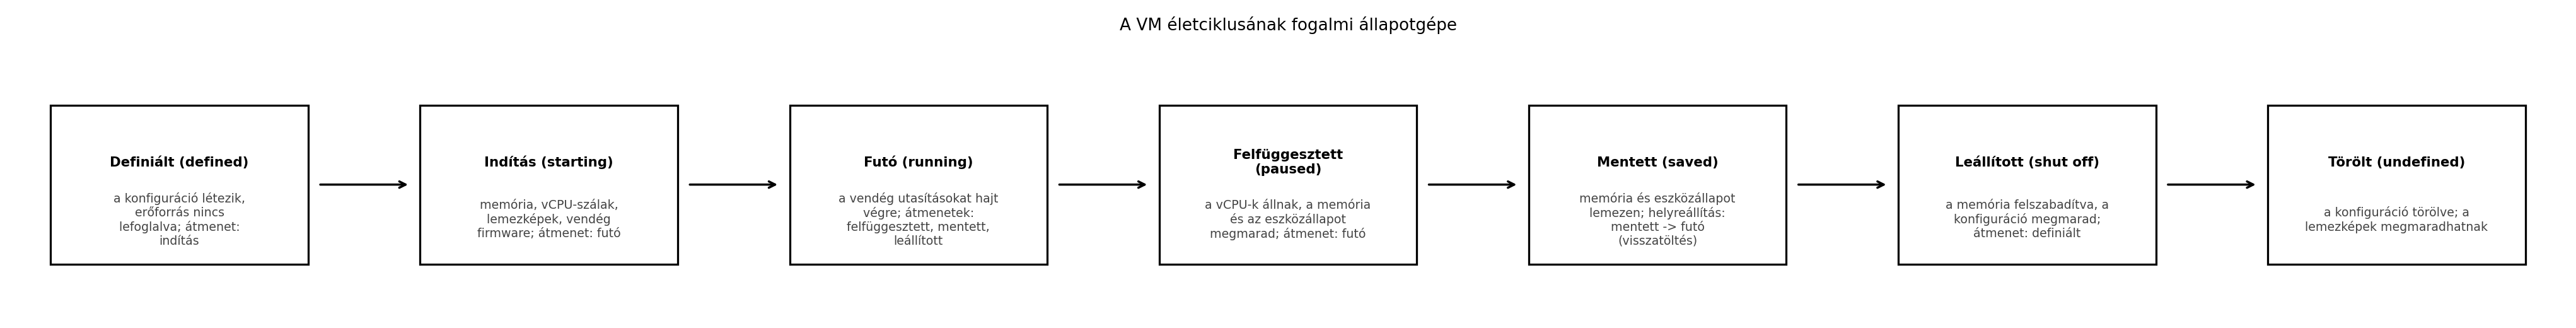 A VM életciklusának fogalmi állapotgépe
Definiált (defined)
a konfiguráció létezik,
erőforrás nincs
lefoglalva; átmenet:
indítás
Indítás (starting)
memória, vCPU-szálak,
lemezképek, vendég
firmware; átmenet: futó
Futó (running)
a vendég utasításokat hajt
végre; átmenetek:
felfüggesztett, mentett,
leállított
Felfüggesztett
(paused)
a vCPU-k állnak, a memória
és az eszközállapot
megmarad; átmenet: futó
Mentett (saved)
memória és eszközállapot
lemezen; helyreállítás:
mentett -> futó
(visszatöltés)
Leállított (shut off)
a memória felszabadítva, a
konfiguráció megmarad;
átmenet: definiált
Törölt (undefined)
a konfiguráció törölve; a
lemezképek megmaradhatnak